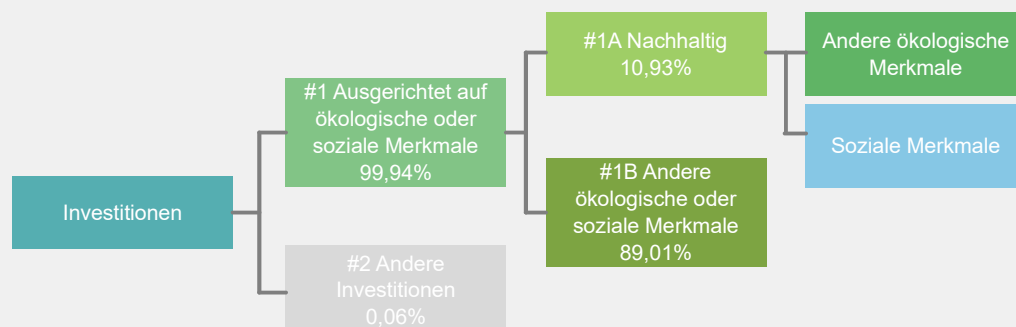 Investitionen
#1 Ausgerichtet auf
ökologische oder
soziale Merkmale
99,94%
#2 Andere
Investitionen
0,06%
#1A Nachhaltig
10,93%
#1B Andere
ökologische oder
soziale Merkmale
89,01%
Andere ökologische
Merkmale
Soziale Merkmale